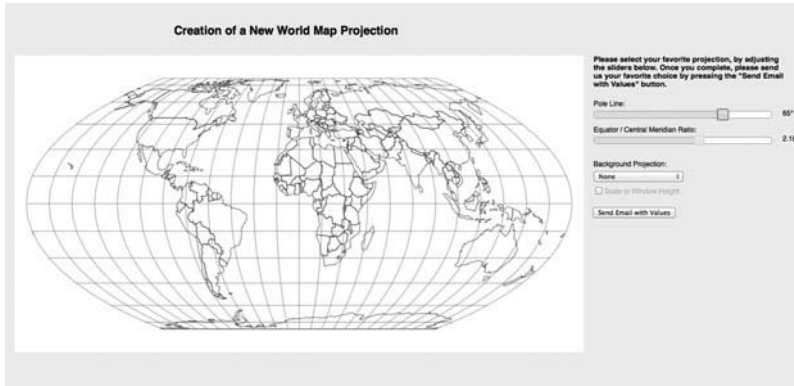 Creation of a New World Map Projection
Please select your favorite projection, by adjusting
the sliders below. Once you complete, please send
us your favorite choice by pressing the "Send Email
with Values" button.
Pole Line:
65°
Equator / Central Meridian Ratio:
Background Projection:
None
Scale to Window Height
Send Email with Values